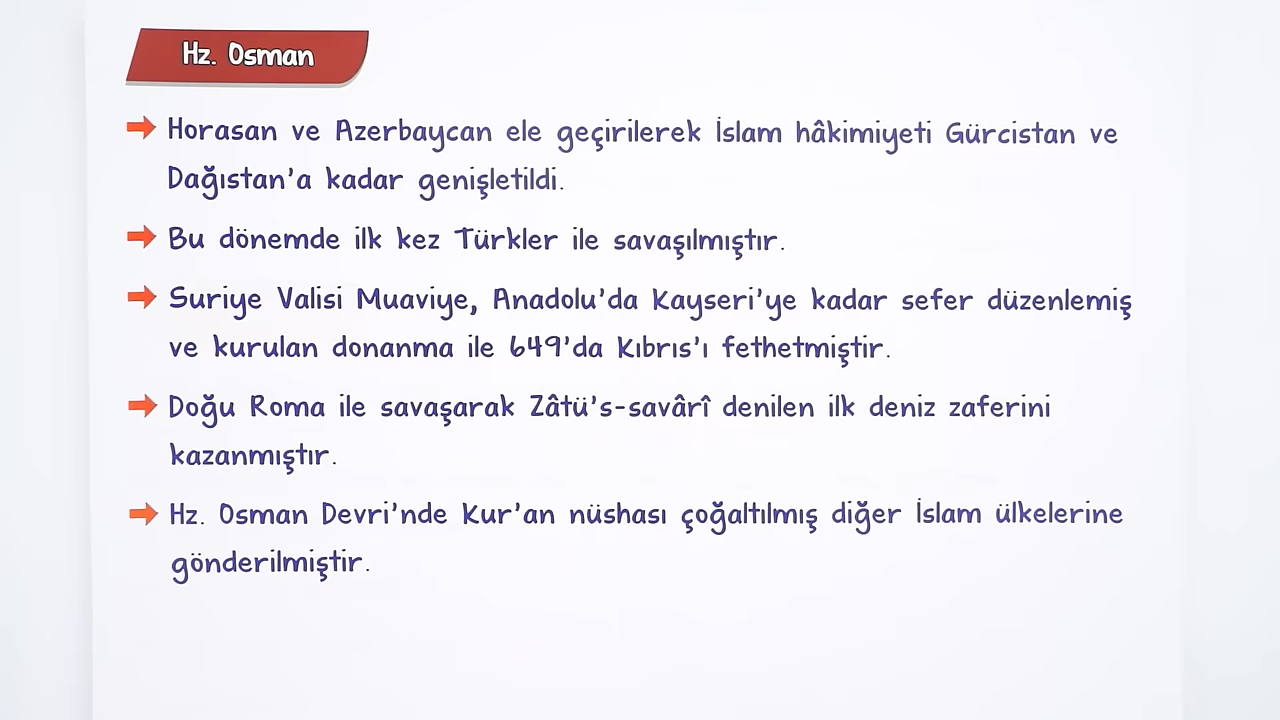 Hz. Osman
Horasan ve Azerbaycan ele geçirilerek İslam hâkimiyeti Gürcistan ve
Dağıstan'a kadar genişletildi.
Bu dönemde ilk kez Türkler ile savaşılmıştır.
Suriye Valisi Muaviye, Anadolu'da Kayseri'ye kadar sefer düzenlemiş
ve kurulan donanma ile 649'da Kıbrıs'ı fethetmiştir.
Doğu Roma ile savaşarak Zâtü's-savârî denilen ilk deniz zaferini
kazanmıştır.
Hz. Osman Devri'nde Kur'an nüshası çoğaltılmış diğer İslam ülkelerine
gönderilmiştir.